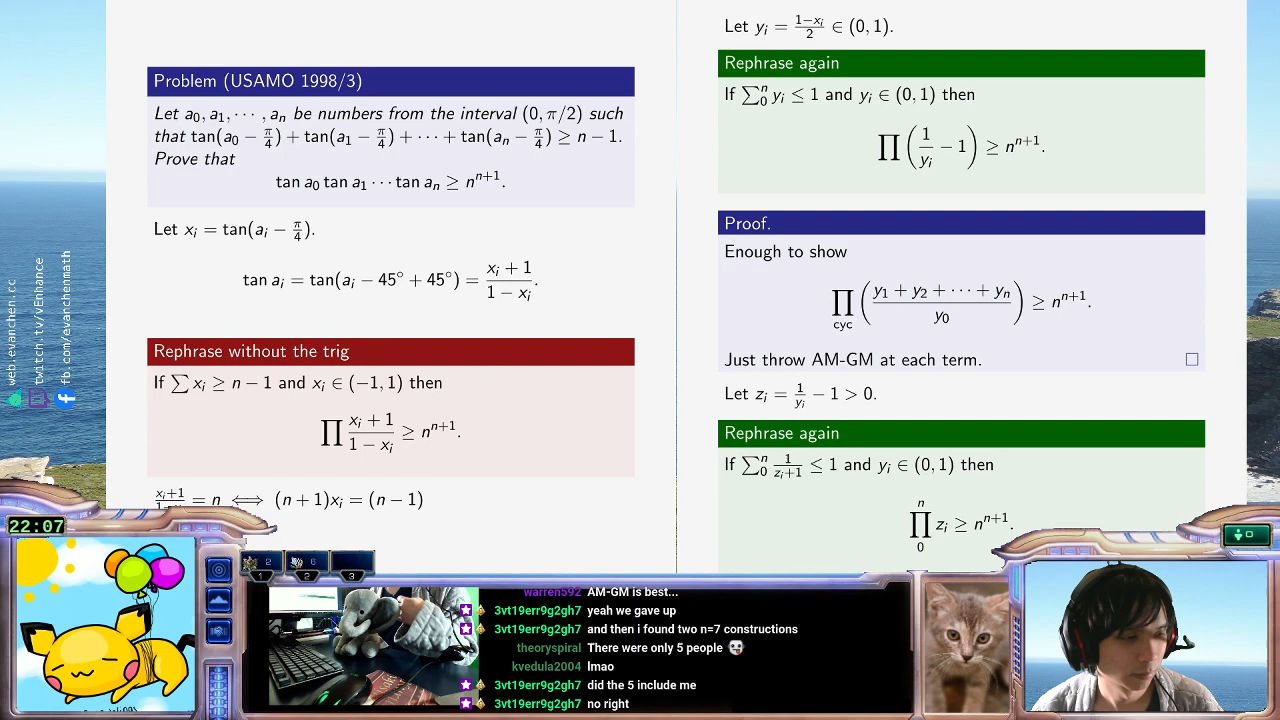 Problem (USAMO 1998/3)
Let a₀, a₁, ⋯ , aₙ be numbers from the interval (0, π/2) such
that tan(a₀ − π/4) + tan(a₁ − π/4) + ⋯ + tan(aₙ − π/4) ≥ n − 1.
Prove that
tan a₀ tan a₁ ⋯ tan aₙ ≥ nⁿ⁺¹.
Let xᵢ = tan(aᵢ − π/4).
tan aᵢ = tan(aᵢ − 45° + 45°) = (xᵢ + 1)/(1 − xᵢ).
Rephrase without the trig
If ∑ xᵢ ≥ n − 1 and xᵢ ∈ (−1, 1) then
∏ (xᵢ + 1)/(1 − xᵢ) ≥ nⁿ⁺¹.
= n ⟺ (n + 1)xᵢ = (n − 1)
Let yᵢ = (1−xᵢ)/2 ∈ (0, 1).
Rephrase again
If ∑₀ⁿ yᵢ ≤ 1 and yᵢ ∈ (0, 1) then
∏ (1/yᵢ − 1) ≥ nⁿ⁺¹.
Proof.
Enough to show
∏cyc ((y₁ + y₂ + ⋯ + yₙ)/y₀) ≥ nⁿ⁺¹.
Just throw AM-GM at each term. □
Let zᵢ = 1/yᵢ − 1 > 0.
Rephrase again
If ∑₀ⁿ 1/(zᵢ+1) ≤ 1 and yᵢ ∈ (0, 1) then
∏₀ⁿ zᵢ ≥ nⁿ⁺¹.
web.evanchen.cc
twitch.tv/vEnhance
fb.com/evanchenmath
22:07
2
6
1
2
3
warren592 AM-GM is best...
3vt19err9g2gh7 yeah we gave up
3vt19err9g2gh7 and then i found two n=7 constructions
theoryspiral There were only 5 people
kvedula2004 lmao
3vt19err9g2gh7 did the 5 include me
3vt19err9g2gh7 no right